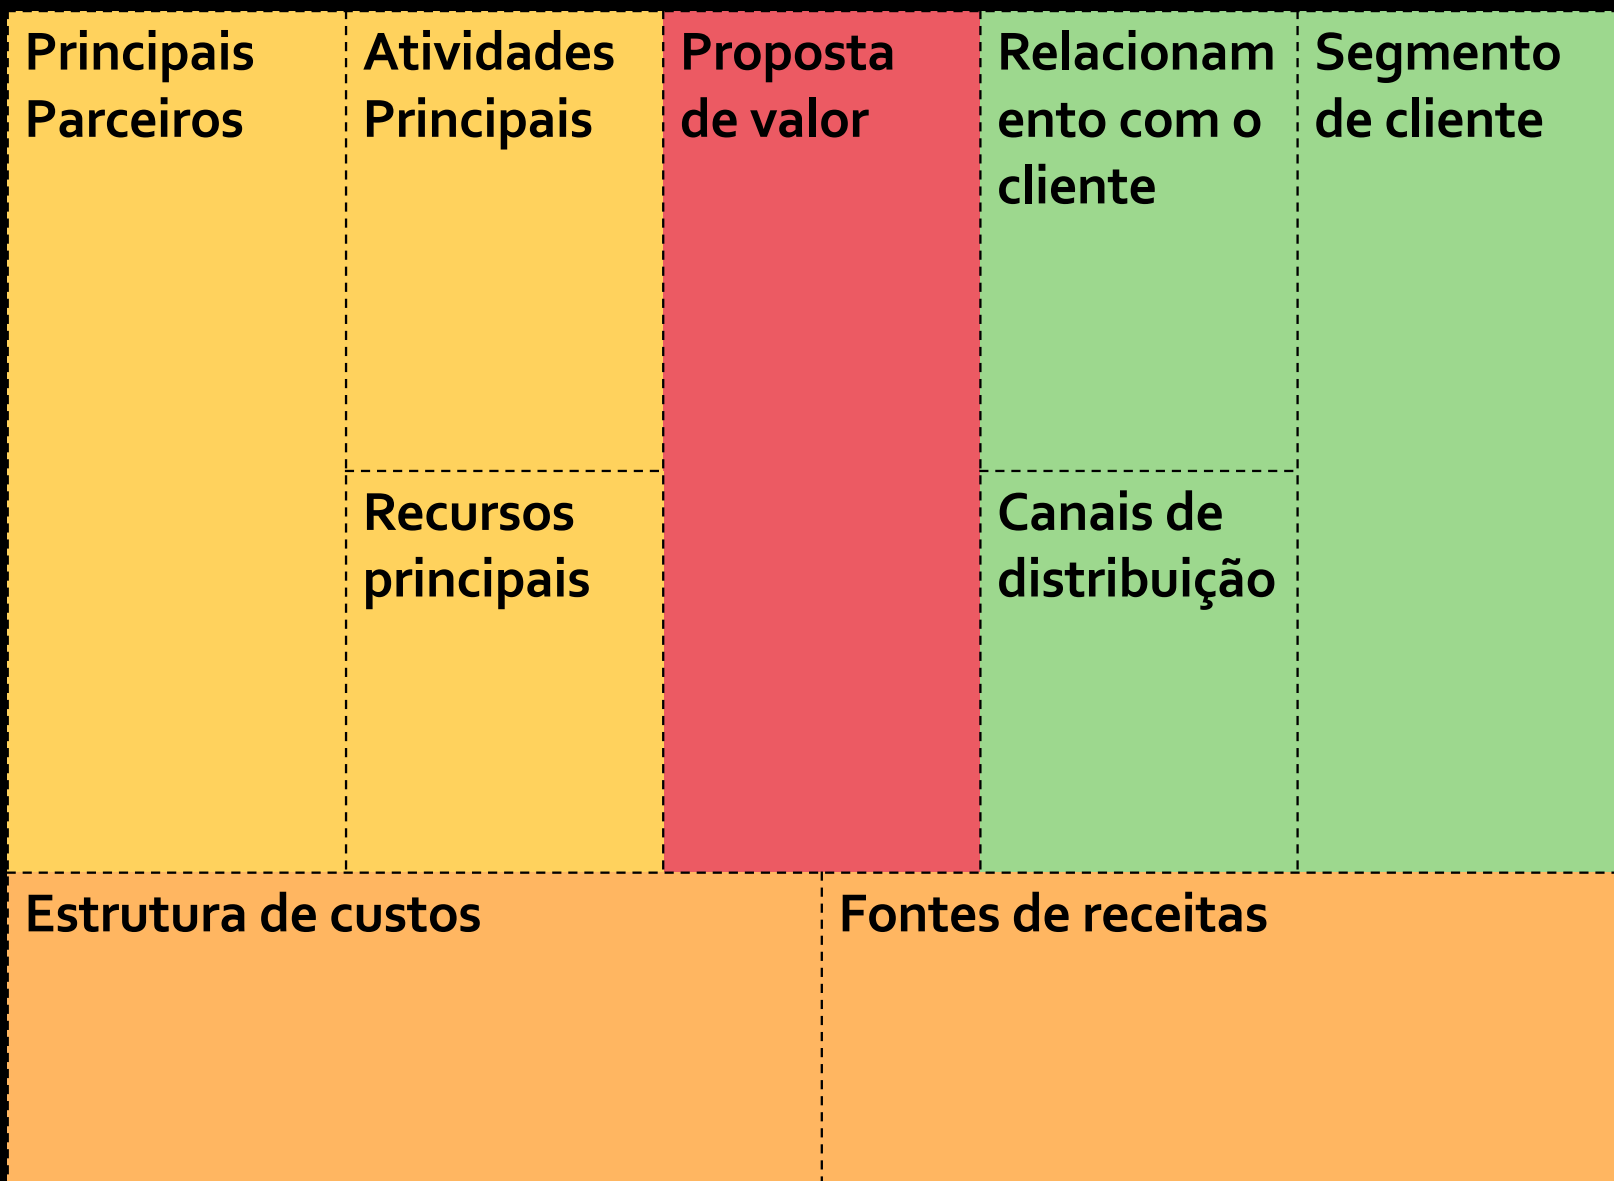 Principais
Parceiros
Atividades
Principais
Recursos
principais
Proposta
de valor
Relacionam
ento com o
cliente
Canais de
distribuição
Segmento
de cliente
Estrutura de custos
Fontes de receitas